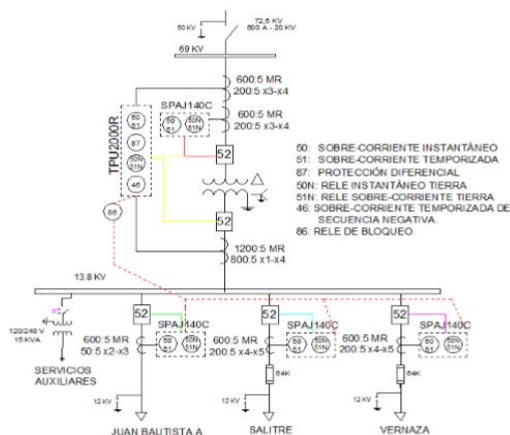 72,5 KV
600 A - 20 KV
60 KV
69 KV
600:5 MR
200:5 x3-x4
SPAJ140C
600:5 MR
200:5 x3-x4
50
51
50N
51N
TPU2000R
50
51
87
50N
51N
46
52
52
86
1200:5 MR
800:5 x1-x4
50: SOBRE-CORRIENTE INSTANTÁNEO
51: SOBRE-CORRIENTE TEMPORIZADA
87: PROTECCIÓN DIFERENCIAL
50N: RELE INSTANTÁNEO TIERRA
51N: RELE SOBRE-CORRIENTE TIERRA
46: SOBRE-CORRIENTE TEMPORIZADA DE
SECUENCIA NEGATIVA.
86: RELE DE BLOQUEO.
13.8 KV
120/240 V
15 KVA
SERVICIOS
AUXILIARES
52
SPAJ140C
600:5 MR
50:5 x2-x3
50
51
50N
51N
12 KV
JUAN BAUTISTA A.
52
SPAJ140C
600:5 MR
200:5 x4-x5
50
51
50N
51N
64K
12 KV
SALITRE
52
SPAJ140C
600:5 MR
200:5 x4-x5
50
51
50N
51N
64K
12 KV
VERNAZA